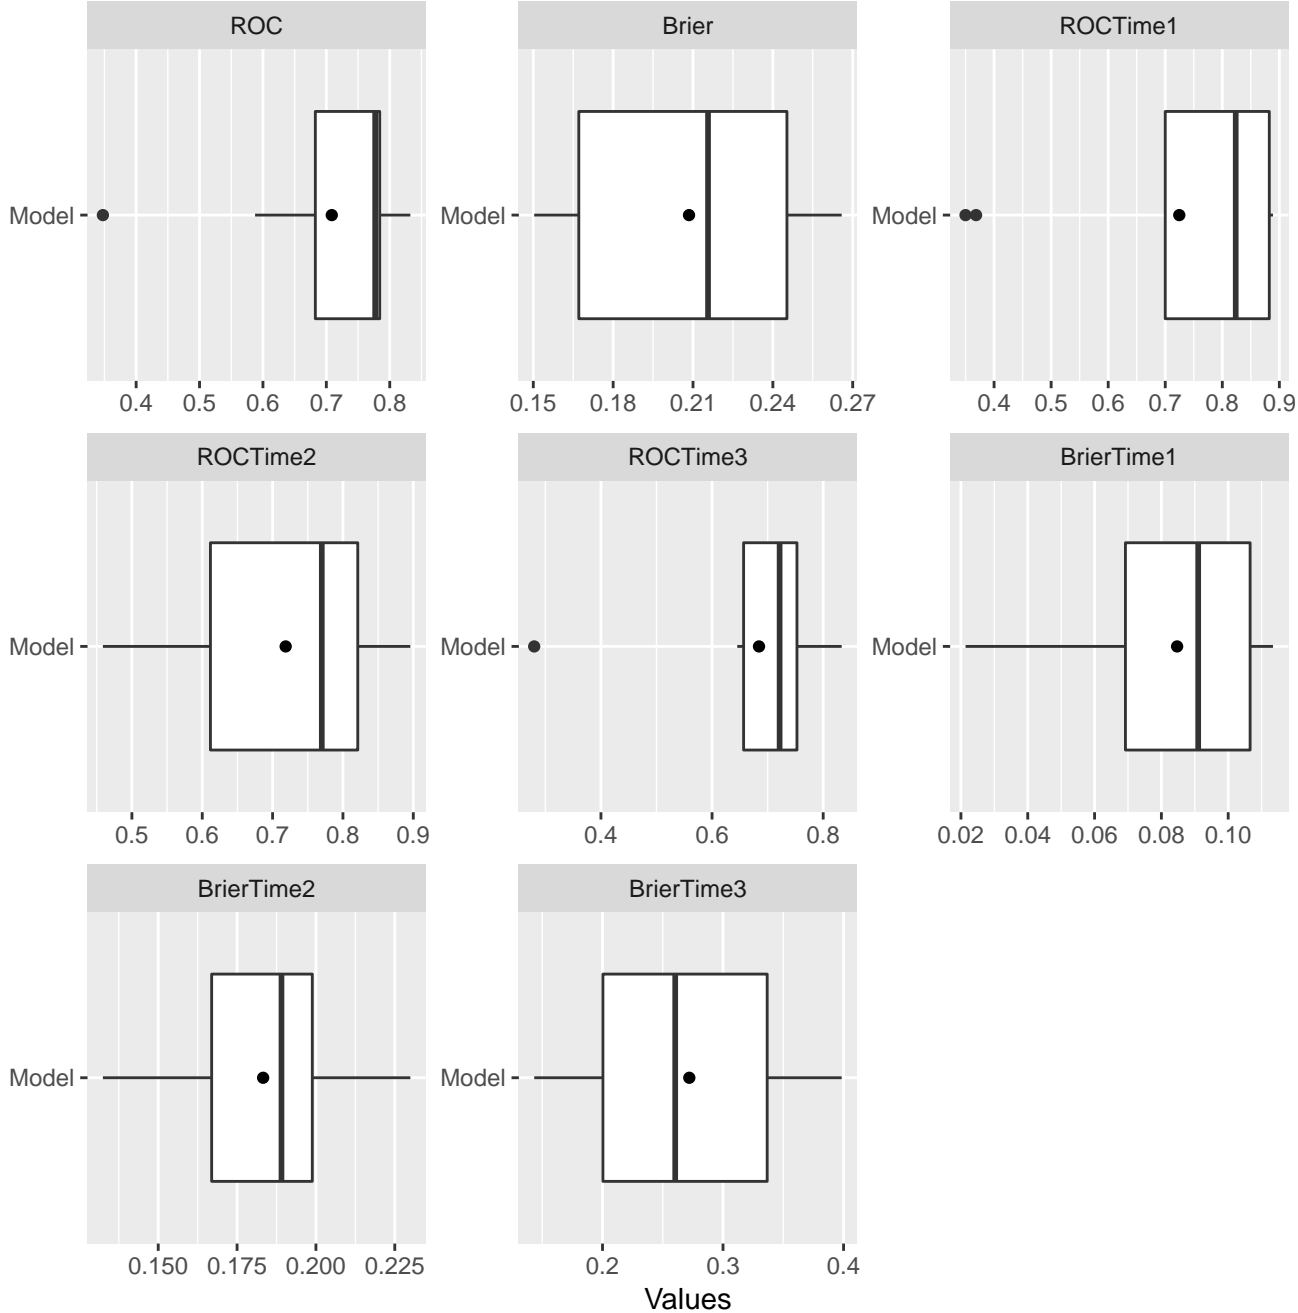 ROC Brier ROCTime1
Model Model Model
0.4 0.5 0.6 0.7 0.8 0.15 0.18 0.21 0.24 0.27 0.4 0.5 0.6 0.7 0.8 0.9
ROCTime2 ROCTime3 BrierTime1
Model Model Model
0.5 0.6 0.7 0.8 0.9 0.4 0.6 0.8 0.02 0.04 0.06 0.08 0.10
BrierTime2 BrierTime3
Model Model
0.150 0.175 0.200 0.225 0.2 0.3 0.4
Values